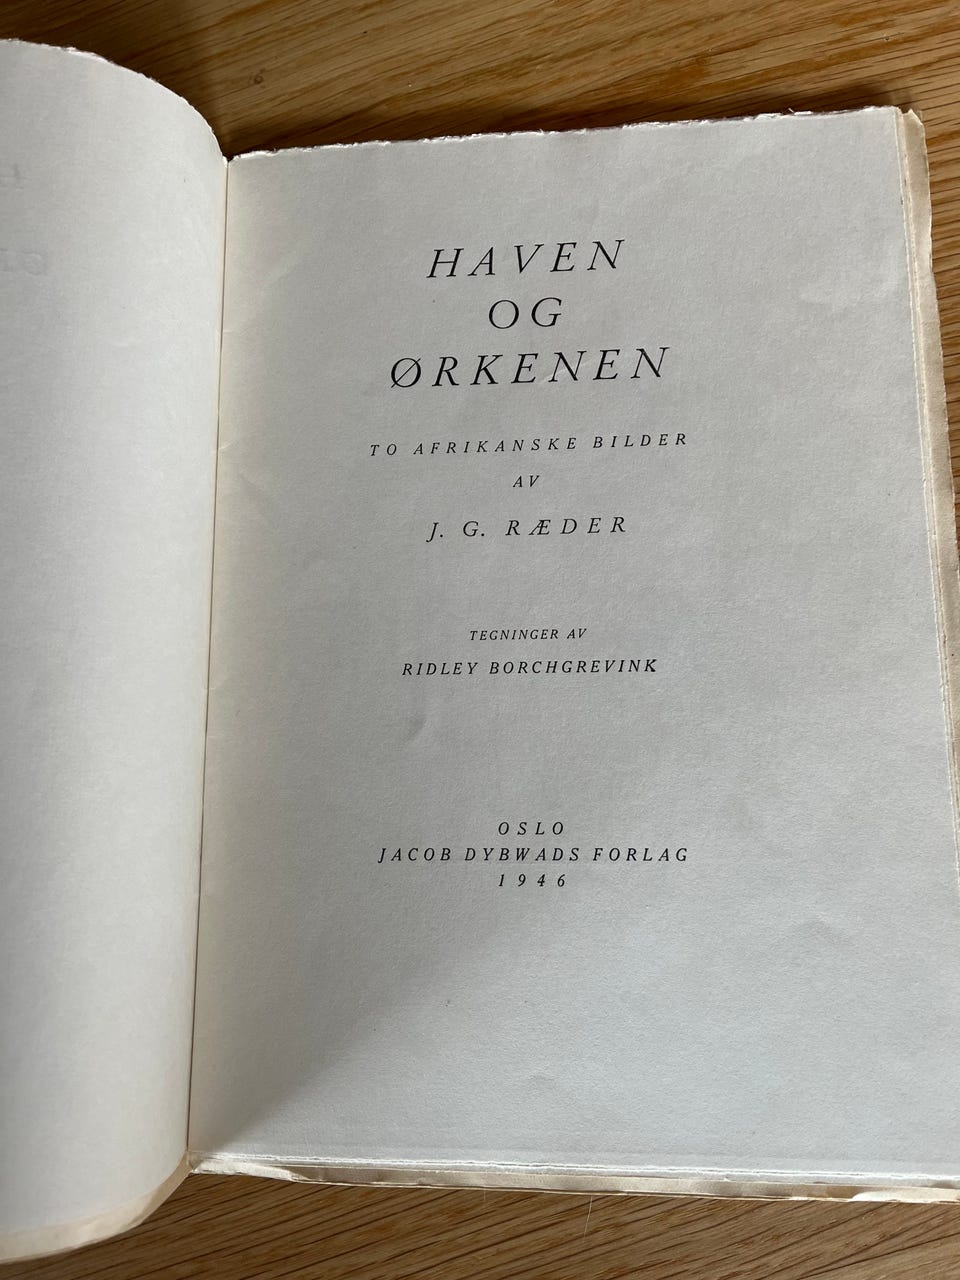 HAVEN
OG
ØRKENEN
TO AFRIKANSKE BILDER
AV
J. G. RÆDER
TEGNINGER AV
RIDLEY BORCHGREVINK
OSLO
JACOB DYBWADS FORLAG
1946